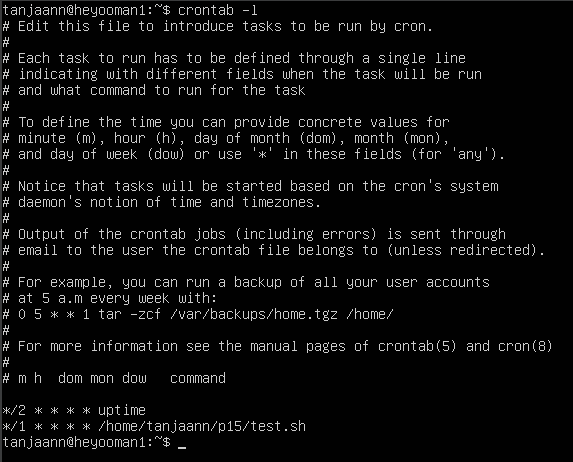 tanjaann@heyooman1:~$ crontab -l
# Edit this file to introduce tasks to be run by cron.
#
# Each task to run has to be defined through a single line
# indicating with different fields when the task will be run
# and what command to run for the task
#
# To define the time you can provide concrete values for
# minute (m), hour (h), day of month (dom), month (mon),
# and day of week (dow) or use '*' in these fields (for 'any').
#
# Notice that tasks will be started based on the cron's system
# daemon's notion of time and timezones.
#
# Output of the crontab jobs (including errors) is sent through
# email to the user the crontab file belongs to (unless redirected).
#
# For example, you can run a backup of all your user accounts
# at 5 a.m every week with:
# 0 5 * * 1 tar -zcf /var/backups/home.tgz /home/
#
# For more information see the manual pages of crontab(5) and cron(8)
#
# m h  dom mon dow   command

*/2 * * * * uptime
*/1 * * * * /home/tanjaann/p15/test.sh
tanjaann@heyooman1:~$ _